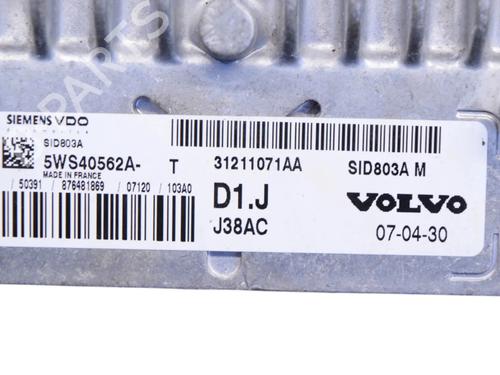 SIEMENS VDO
SID803A
5WS40562A- T
MADE IN FRANCE
31211071AA SID803A M
/ 50391 / 876481869 / 07120 / 103A0
D1.J VOLVO
J38AC 07-04-30